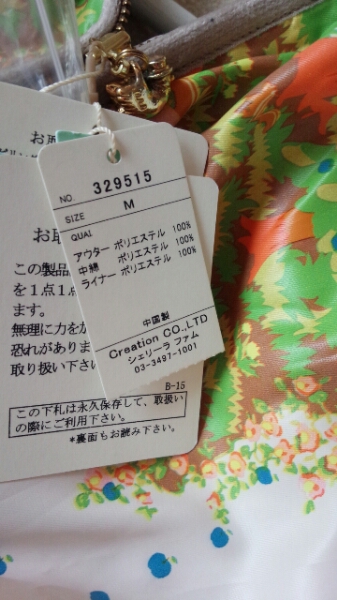 NO. 329515
SIZE M
QUAL
アウター ポリエステル 100%
中綿 ポリエステル 100%
ライナー ポリエステル 100%
中国製
Creation CO.,LTD
シェリーラ ファム
03-3497-1001
お取
お取
この製品
を1点1点
ます。
無理に力を
恐れがありま
取り扱い下さい
B-15
この下札は永久保存して、取扱い
の際にご利用下さい。
*裏面もお読み下さい。